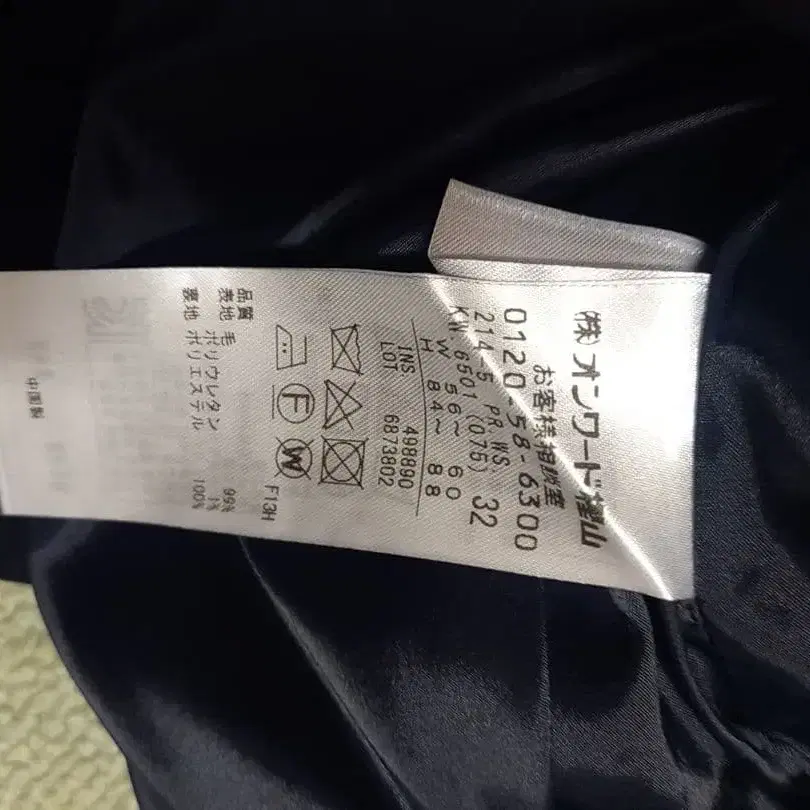 ㈱オンワード樫山
お客様相談室
0120-58-6300
214-5 PR WS
KW. 6501 (075) 32
W 56~60
H 84~88
INS 498890
LOT 6873802
F13H
品質
表地 毛 99%
ポリウレタン 1%
裏地 ポリエステル 100%
中国製